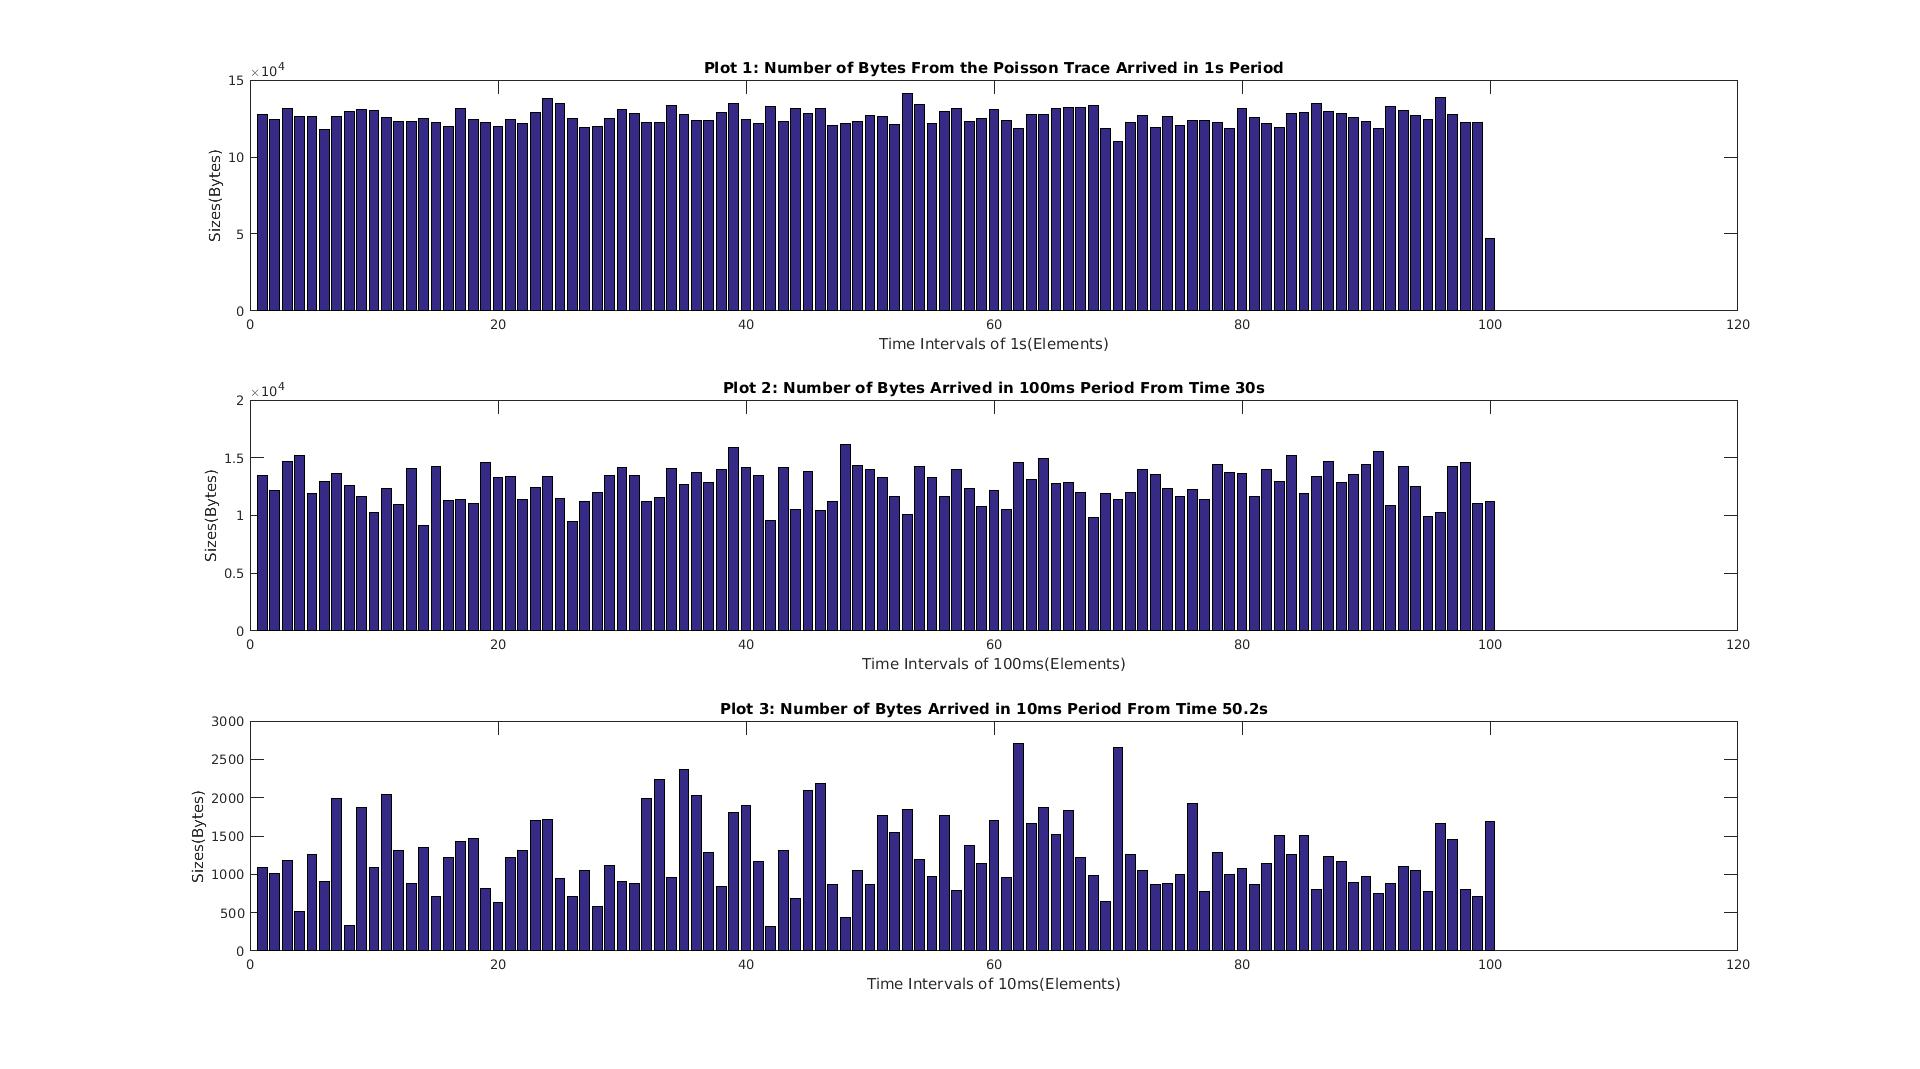 Plot 1: Number of Bytes From the Poisson Trace Arrived in 1s Period
×10^4
15
10
5
0
Sizes(Bytes)
0 20 40 60 80 100 120
Time Intervals of 1s(Elements)
Plot 2: Number of Bytes Arrived in 100ms Period From Time 30s
×10^4
2
1.5
1
0.5
0
Sizes(Bytes)
0 20 40 60 80 100 120
Time Intervals of 100ms(Elements)
Plot 3: Number of Bytes Arrived in 10ms Period From Time 50.2s
3000
2500
2000
1500
1000
500
0
Sizes(Bytes)
0 20 40 60 80 100 120
Time Intervals of 10ms(Elements)